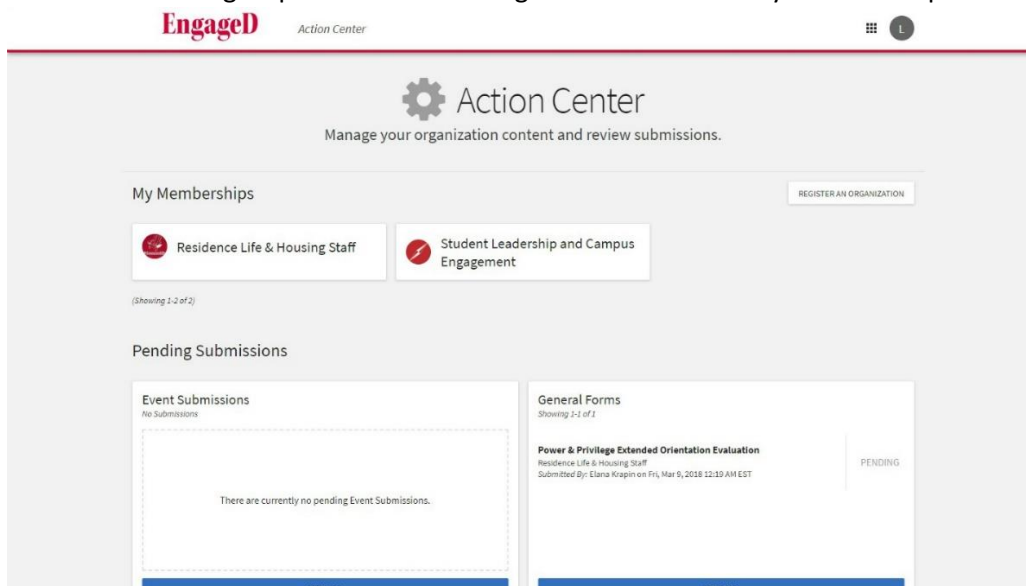 EngageD
Action Center
L
Action Center
Manage your organization content and review submissions.
My Memberships
REGISTER AN ORGANIZATION
Residence Life & Housing Staff
Student Leadership and Campus
Engagement
(Showing 1-2 of 2)
Pending Submissions
Event Submissions
No Submissions
There are currently no pending Event Submissions.
General Forms
Showing 1-1 of 1
Power & Privilege Extended Orientation Evaluation
Residence Life & Housing Staff
Submitted By: Elana Krapin on Fri, Mar 9, 2018 12:19 AM EST
PENDING